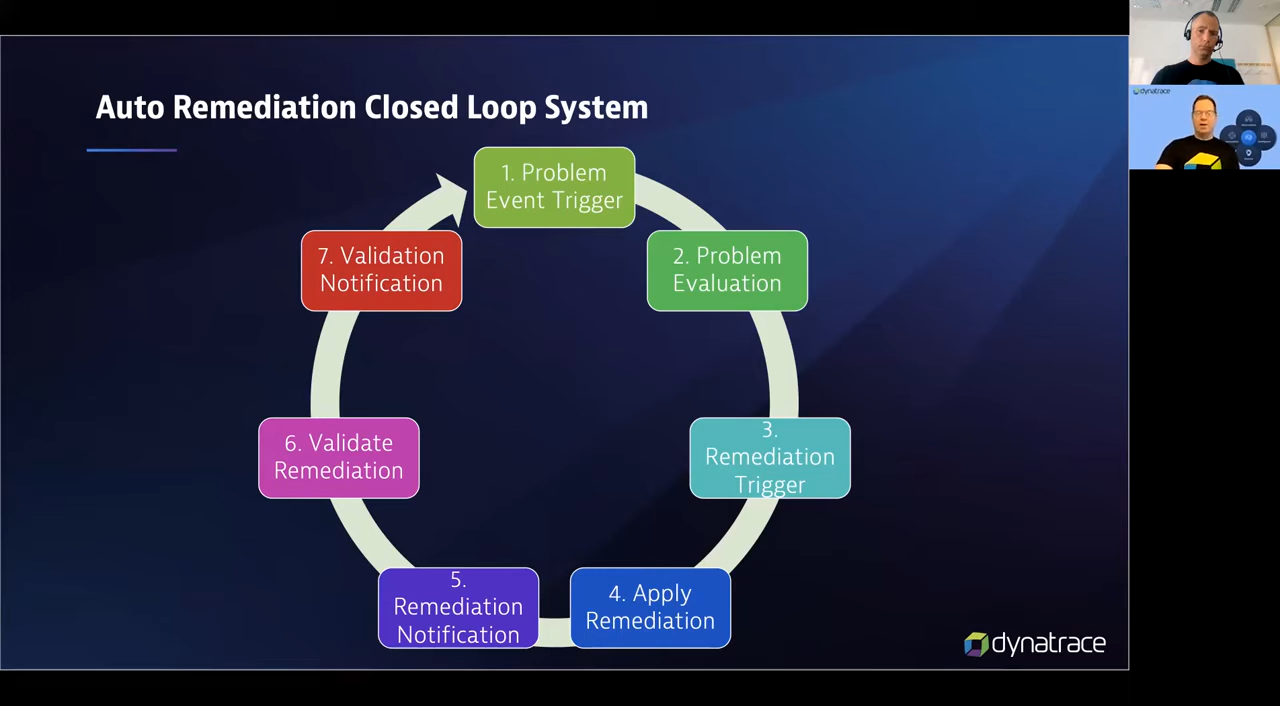 Auto Remediation Closed Loop System
1. Problem
Event Trigger
2. Problem
Evaluation
3.
Remediation
Trigger
4. Apply
Remediation
5.
Remediation
Notification
6. Validate
Remediation
7. Validation
Notification
dynatrace
dynatrace